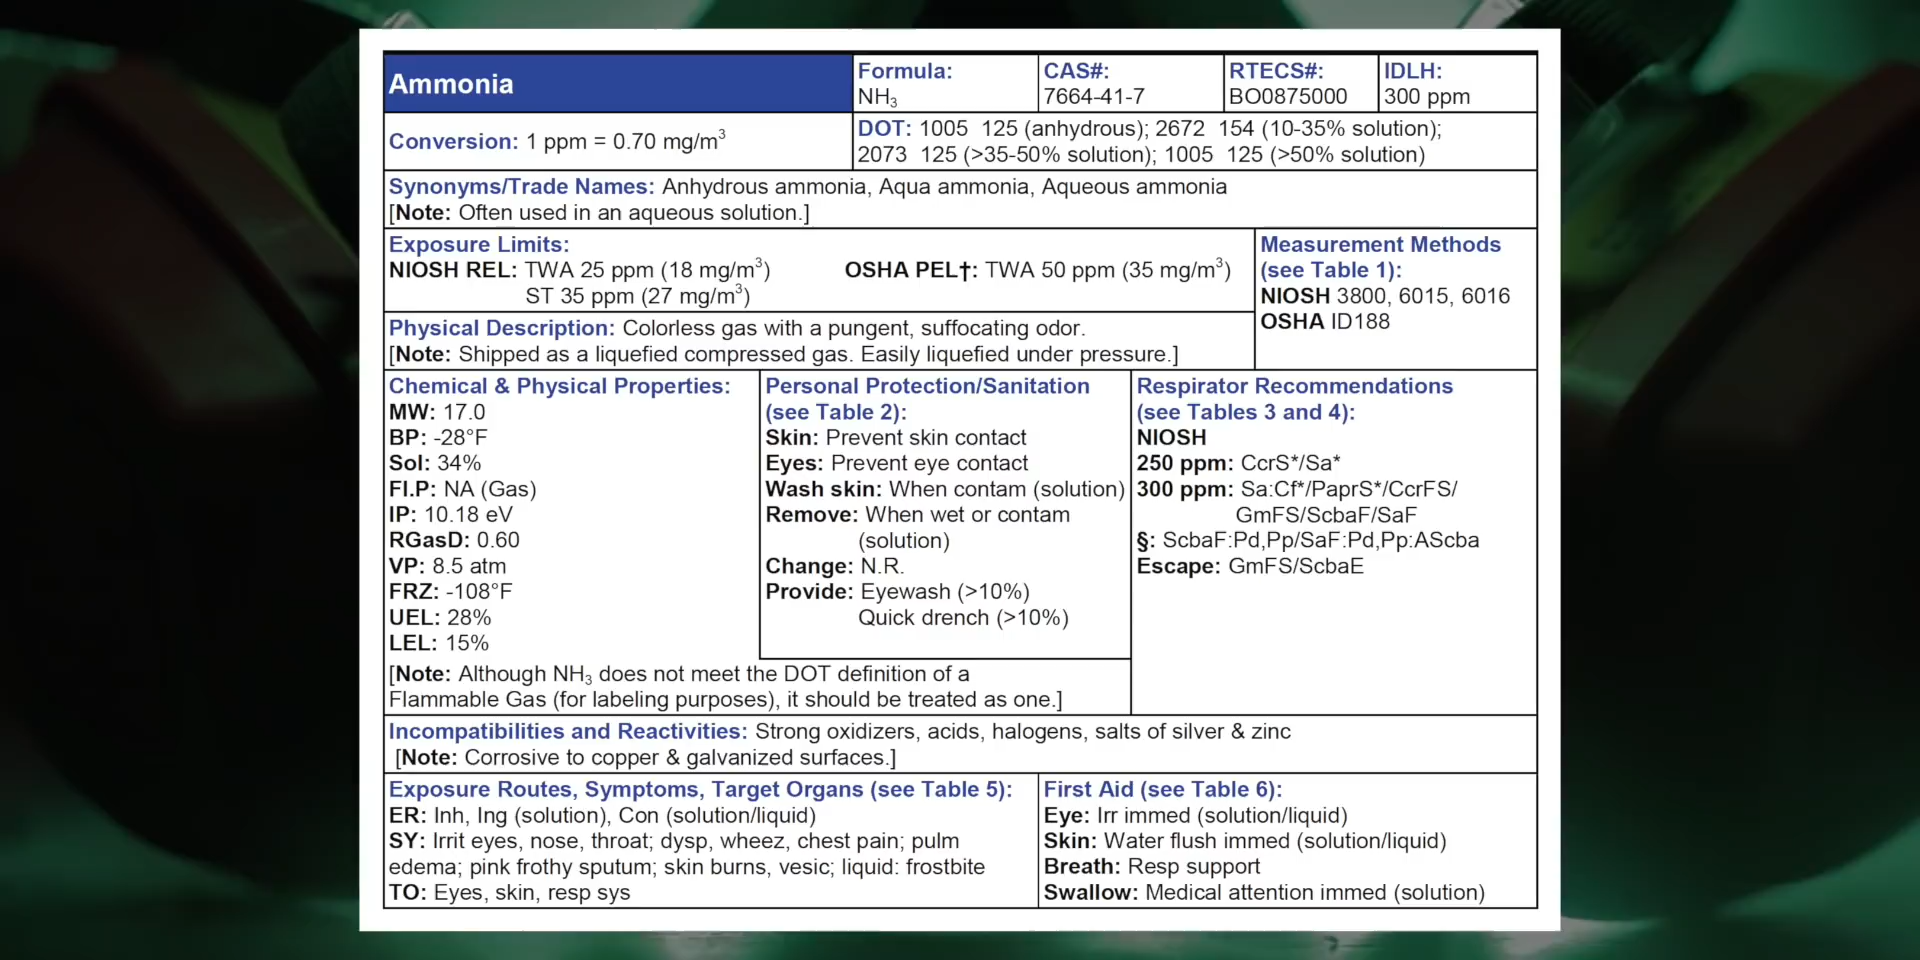 Ammonia
Formula:
NH₃
CAS#:
7664-41-7
RTECS#:
BO0875000
IDLH:
300 ppm
Conversion: 1 ppm = 0.70 mg/m³
DOT: 1005 125 (anhydrous); 2672 154 (10-35% solution);
2073 125 (>35-50% solution); 1005 125 (>50% solution)
Synonyms/Trade Names: Anhydrous ammonia, Aqua ammonia, Aqueous ammonia
[Note: Often used in an aqueous solution.]
Exposure Limits:
NIOSH REL: TWA 25 ppm (18 mg/m³) OSHA PEL†: TWA 50 ppm (35 mg/m³)
ST 35 ppm (27 mg/m³)
Measurement Methods
(see Table 1):
NIOSH 3800, 6015, 6016
OSHA ID188
Physical Description: Colorless gas with a pungent, suffocating odor.
[Note: Shipped as a liquefied compressed gas. Easily liquefied under pressure.]
Chemical & Physical Properties:
MW: 17.0
BP: -28°F
Sol: 34%
Fl.P: NA (Gas)
IP: 10.18 eV
RGasD: 0.60
VP: 8.5 atm
FRZ: -108°F
UEL: 28%
LEL: 15%
[Note: Although NH₃ does not meet the DOT definition of a
Flammable Gas (for labeling purposes), it should be treated as one.]
Personal Protection/Sanitation
(see Table 2):
Skin: Prevent skin contact
Eyes: Prevent eye contact
Wash skin: When contam (solution)
Remove: When wet or contam
(solution)
Change: N.R.
Provide: Eyewash (>10%)
Quick drench (>10%)
Respirator Recommendations
(see Tables 3 and 4):
NIOSH
250 ppm: CcrS*/Sa*
300 ppm: Sa:Cf*/PaprS*/CcrFS/
GmFS/ScbaF/SaF
§: ScbaF:Pd,Pp/SaF:Pd,Pp:AScba
Escape: GmFS/ScbaE
Incompatibilities and Reactivities: Strong oxidizers, acids, halogens, salts of silver & zinc
[Note: Corrosive to copper & galvanized surfaces.]
Exposure Routes, Symptoms, Target Organs (see Table 5):
ER: Inh, Ing (solution), Con (solution/liquid)
SY: Irrit eyes, nose, throat; dysp, wheez, chest pain; pulm
edema; pink frothy sputum; skin burns, vesic; liquid: frostbite
TO: Eyes, skin, resp sys
First Aid (see Table 6):
Eye: Irr immed (solution/liquid)
Skin: Water flush immed (solution/liquid)
Breath: Resp support
Swallow: Medical attention immed (solution)